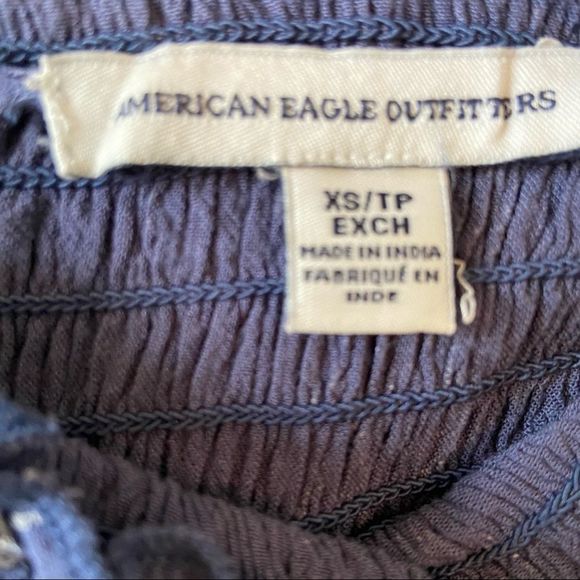 AMERICAN EAGLE OUTFITTERS
XS/TP
EXCH
MADE IN INDIA
FABRIQUÉ EN
INDE